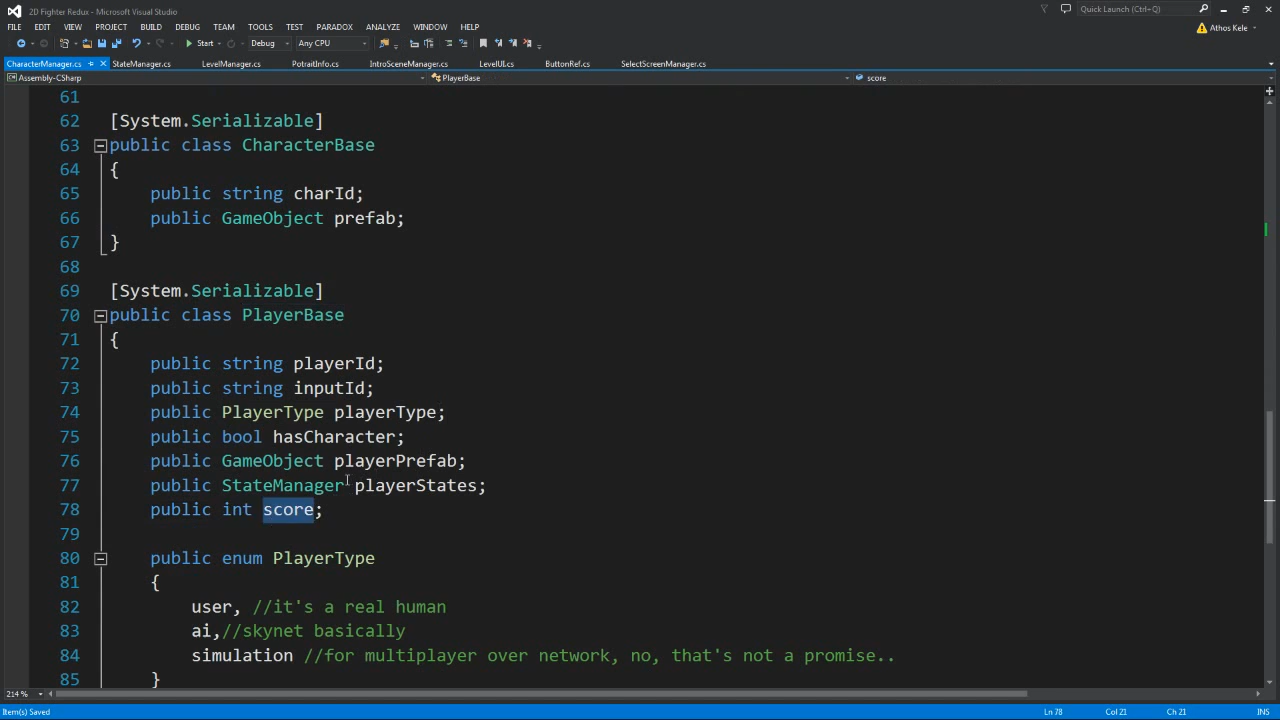 2D Fighter Redux - Microsoft Visual Studio
Quick Launch (Ctrl+Q)
FILE EDIT VIEW PROJECT BUILD DEBUG TEAM TOOLS TEST PARADOX ANALYZE WINDOW HELP
Athos Kele
Start Debug Any CPU
CharacterManager.cs StateManager.cs LevelManager.cs PotraitInfo.cs IntroSceneManager.cs LevelUI.cs ButtonRef.cs SelectScreenManager.cs
Assembly-CSharp PlayerBase score
61
62 [System.Serializable]
63 public class CharacterBase
64 {
65 public string charId;
66 public GameObject prefab;
67 }
68
69 [System.Serializable]
70 public class PlayerBase
71 {
72 public string playerId;
73 public string inputId;
74 public PlayerType playerType;
75 public bool hasCharacter;
76 public GameObject playerPrefab;
77 public StateManager playerStates;
78 public int score;
79
80 public enum PlayerType
81 {
82 user, //it's a real human
83 ai,//skynet basically
84 simulation //for multiplayer over network, no, that's not a promise..
85 }
214 %
Item(s) Saved Ln 78 Col 21 Ch 21 INS